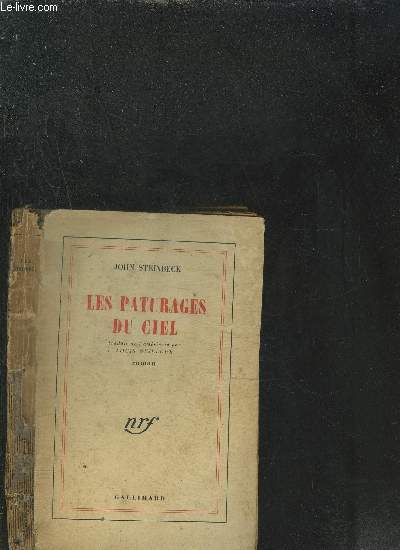 Le-livre.com
JOHN STEINBECK
LES PATURAGES
DU CIEL
roman
nrf
GALLIMARD